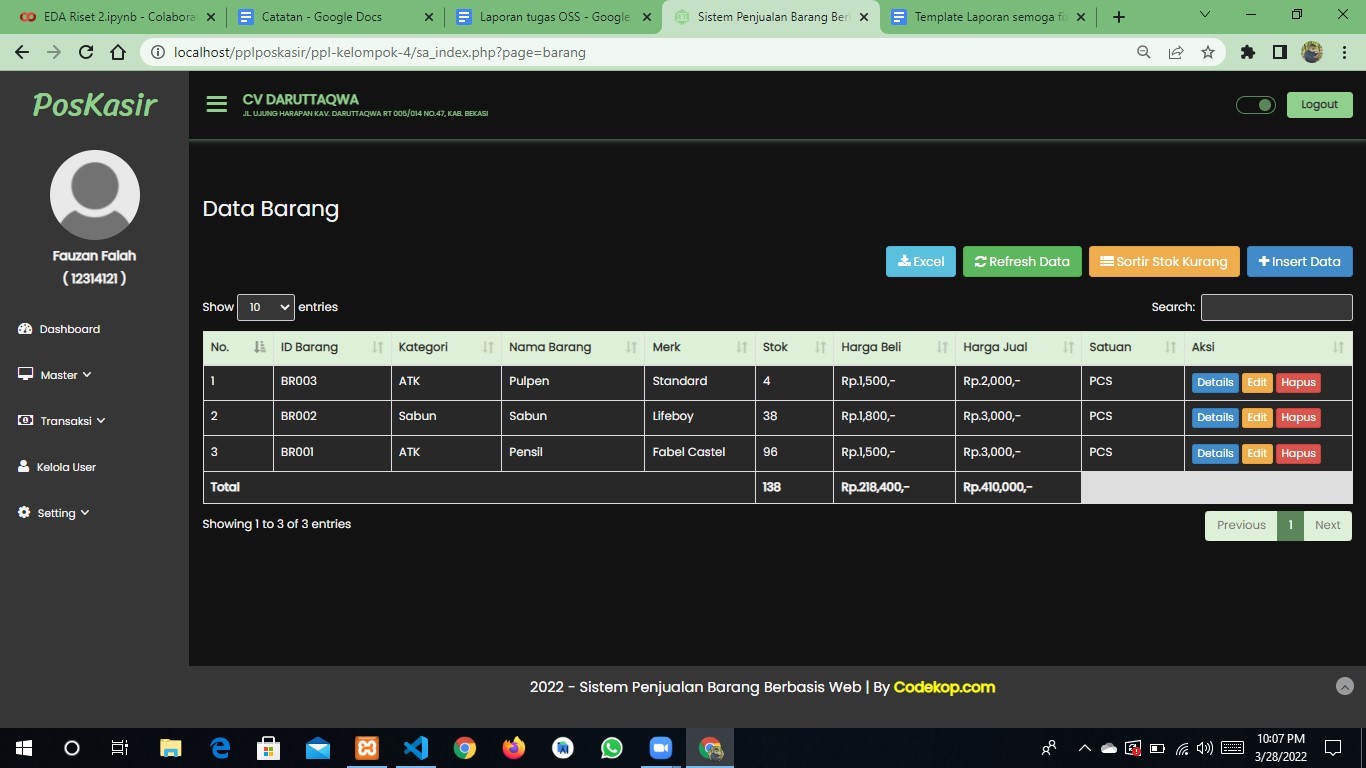 EDA Riset 2.ipynb - Colabora
Catatan - Google Docs
Laporan tugas OSS - Google
Sistem Penjualan Barang Ber
Template Laporan semoga fi
localhost/pplposkasir/ppl-kelompok-4/sa_index.php?page=barang
PosKasir
CV DARUTTAQWA
JL. UJUNG HARAPAN KAV. DARUTTAQWA RT 005/014 NO.47, KAB. BEKASI
Logout
Fauzan Falah
( 12314121 )
Dashboard
Master
Transaksi
Kelola User
Setting
Data Barang
Excel Refresh Data Sortir Stok Kurang Insert Data
Show 10 entries Search:
No. ID Barang Kategori Nama Barang Merk Stok Harga Beli Harga Jual Satuan Aksi
1 BR003 ATK Pulpen Standard 4 Rp.1,500,- Rp.2,000,- PCS Details Edit Hapus
2 BR002 Sabun Sabun Lifeboy 38 Rp.1,800,- Rp.3,000,- PCS Details Edit Hapus
3 BR001 ATK Pensil Fabel Castel 96 Rp.1,500,- Rp.3,000,- PCS Details Edit Hapus
Total 138 Rp.218,400,- Rp.410,000,-
Showing 1 to 3 of 3 entries Previous 1 Next
2022 - Sistem Penjualan Barang Berbasis Web | By Codekop.com
10:07 PM
3/28/2022